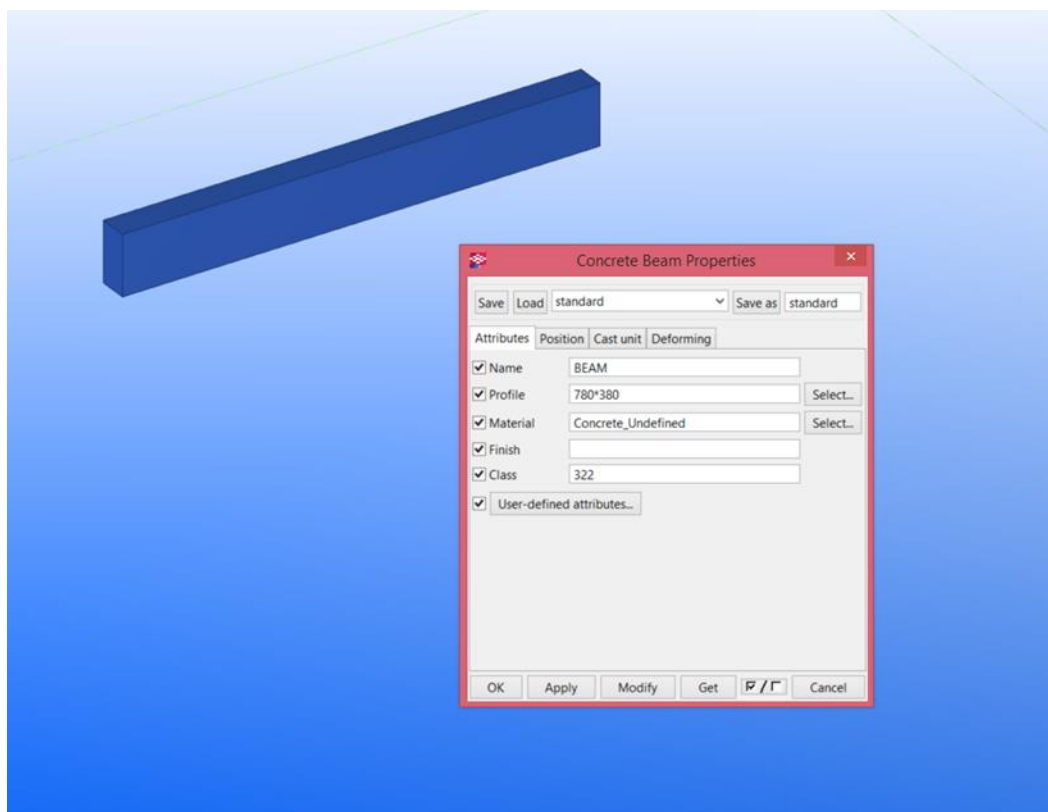 Concrete Beam Properties
Save Load standard Save as standard
Attributes Position Cast unit Deforming
Name BEAM
Profile 780*380 Select...
Material Concrete_Undefined Select...
Finish
Class 322
User-defined attributes...
OK Apply Modify Get / Cancel